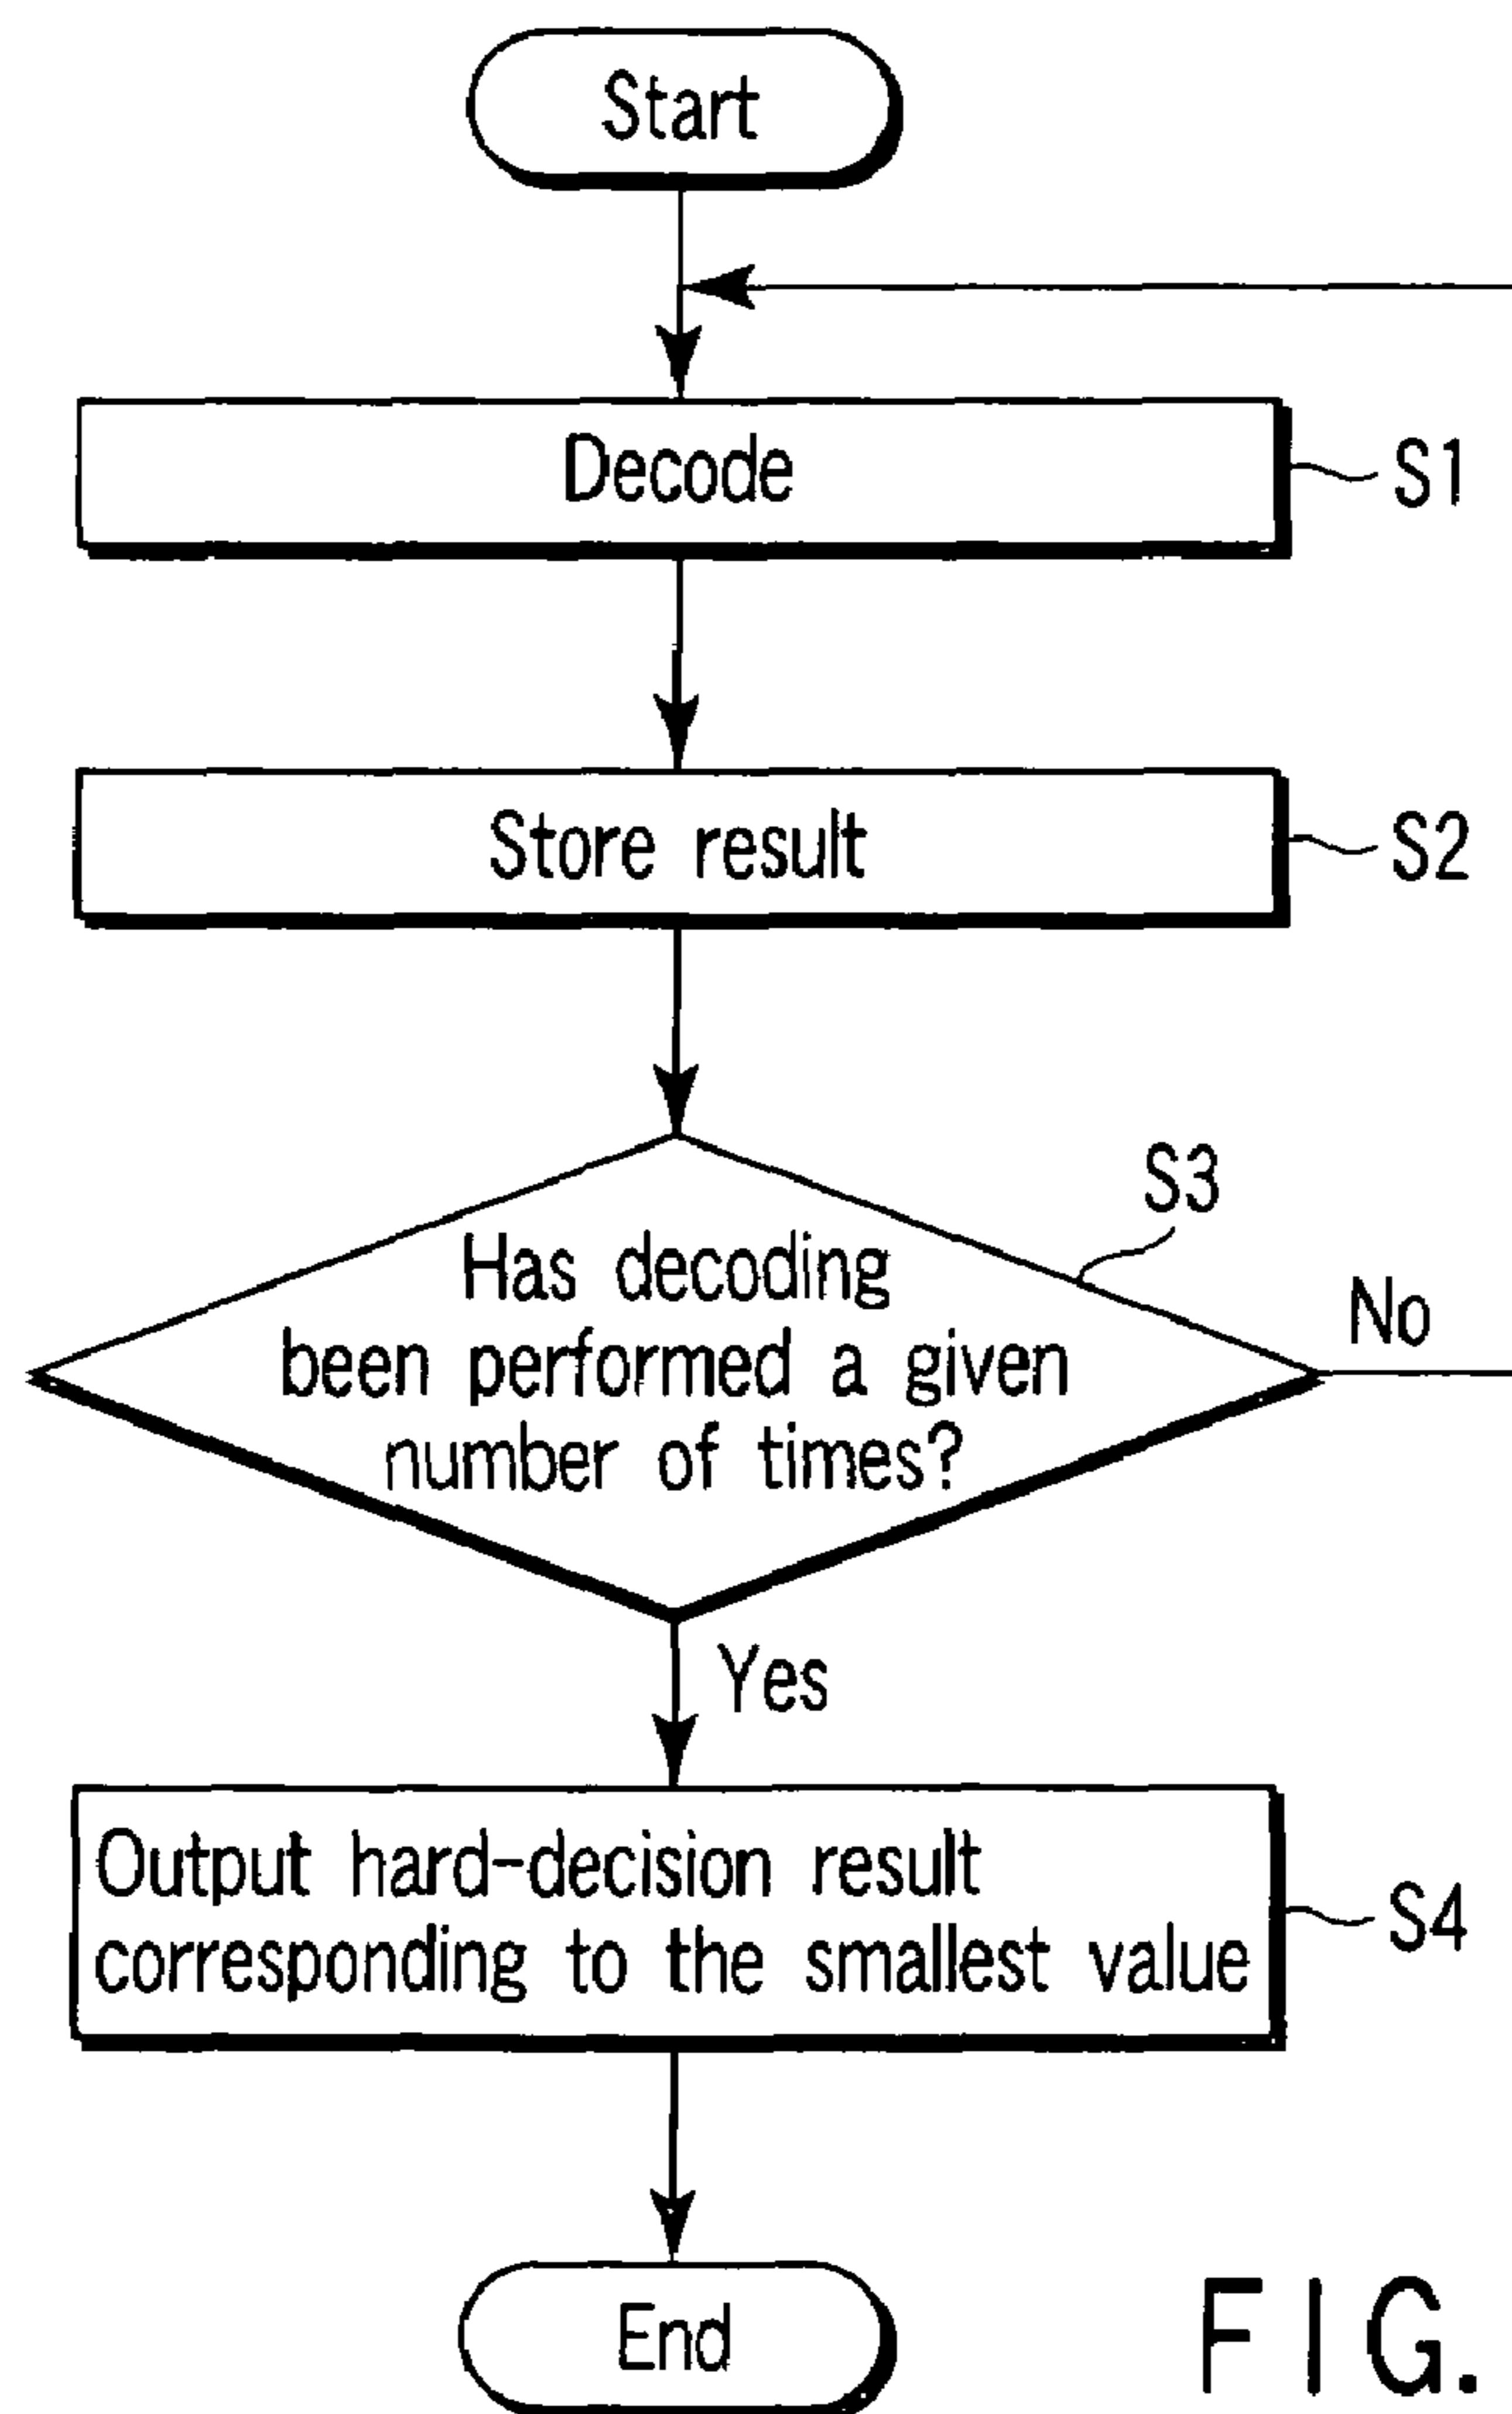 Start
Decode
S1
Store result
S2
S3
Has decoding
been performed a given
number of times?
No
Yes
Output hard-decision result
corresponding to the smallest value
S4
End
FIG.